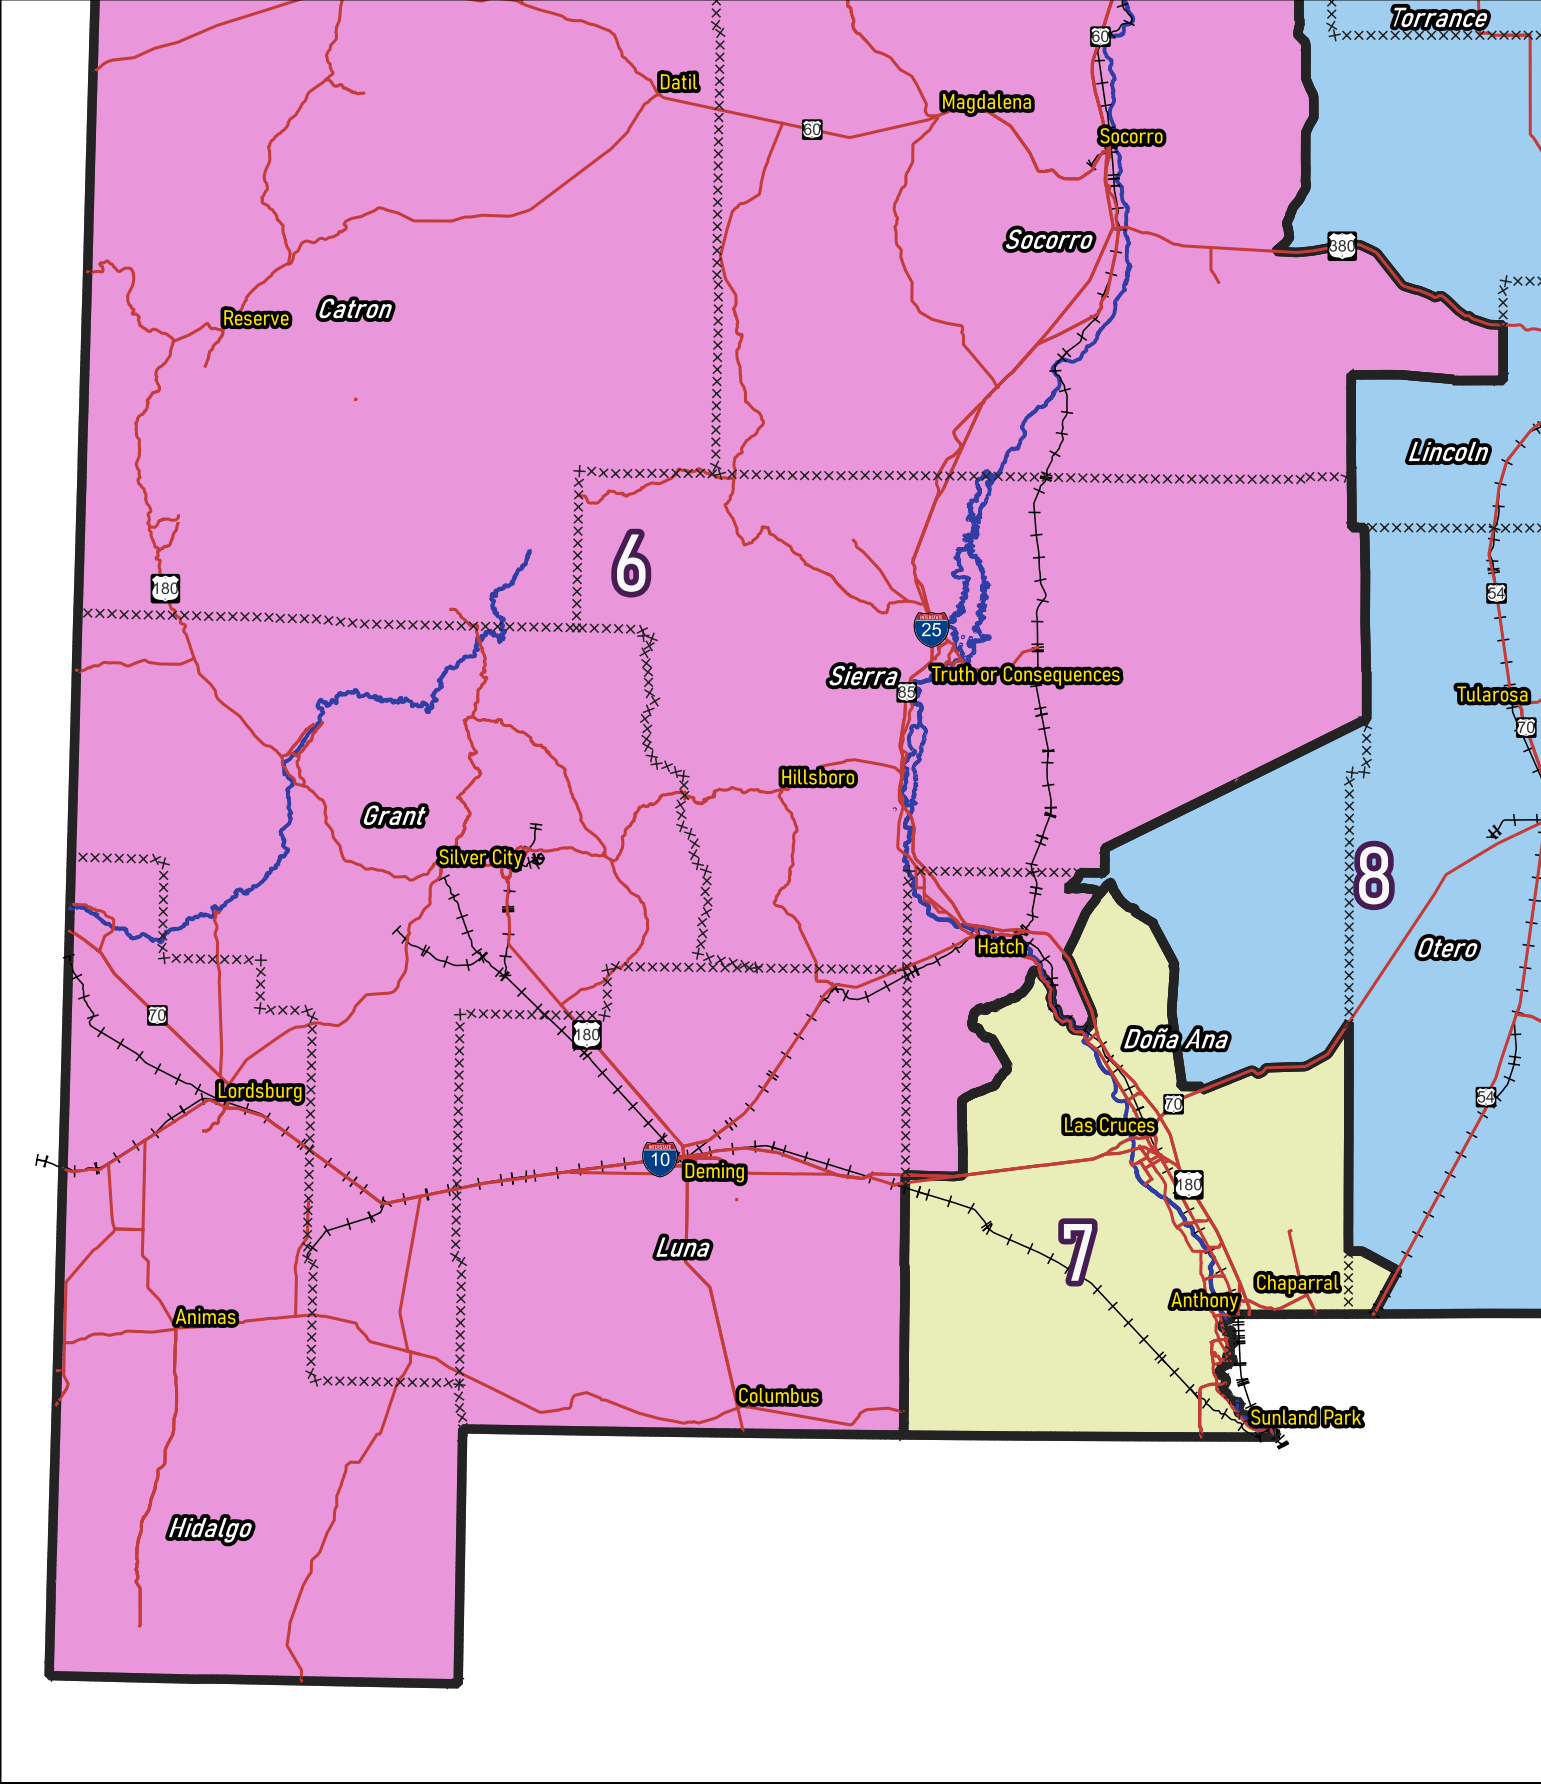 Torrance
60
Datil
Magdalena
60
Socorro
Socorro
380
Catron
Reserve
Lincoln
6
180
54
INTERSTATE
25
Sierra
Truth or Consequences
85
Tularosa
70
Hillsboro
Grant
Silver City
8
Hatch
Otero
70
180
Doña Ana
Lordsburg
54
70
Las Cruces
INTERSTATE
10
Deming
180
Luna
7
Chaparral
Anthony
Animas
Columbus
Sunland Park
Hidalgo